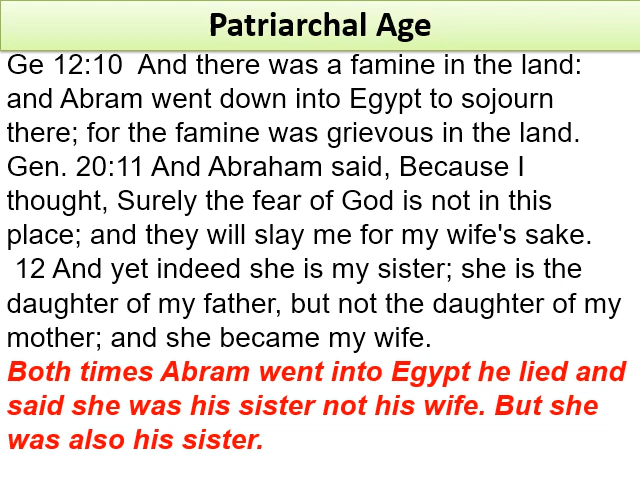 Patriarchal Age
Ge 12:10  And there was a famine in the land:
and Abram went down into Egypt to sojourn
there; for the famine was grievous in the land.
Gen. 20:11 And Abraham said, Because I
thought, Surely the fear of God is not in this
place; and they will slay me for my wife's sake.
12 And yet indeed she is my sister; she is the
daughter of my father, but not the daughter of my
mother; and she became my wife.
Both times Abram went into Egypt he lied and
said she was his sister not his wife. But she
was also his sister.